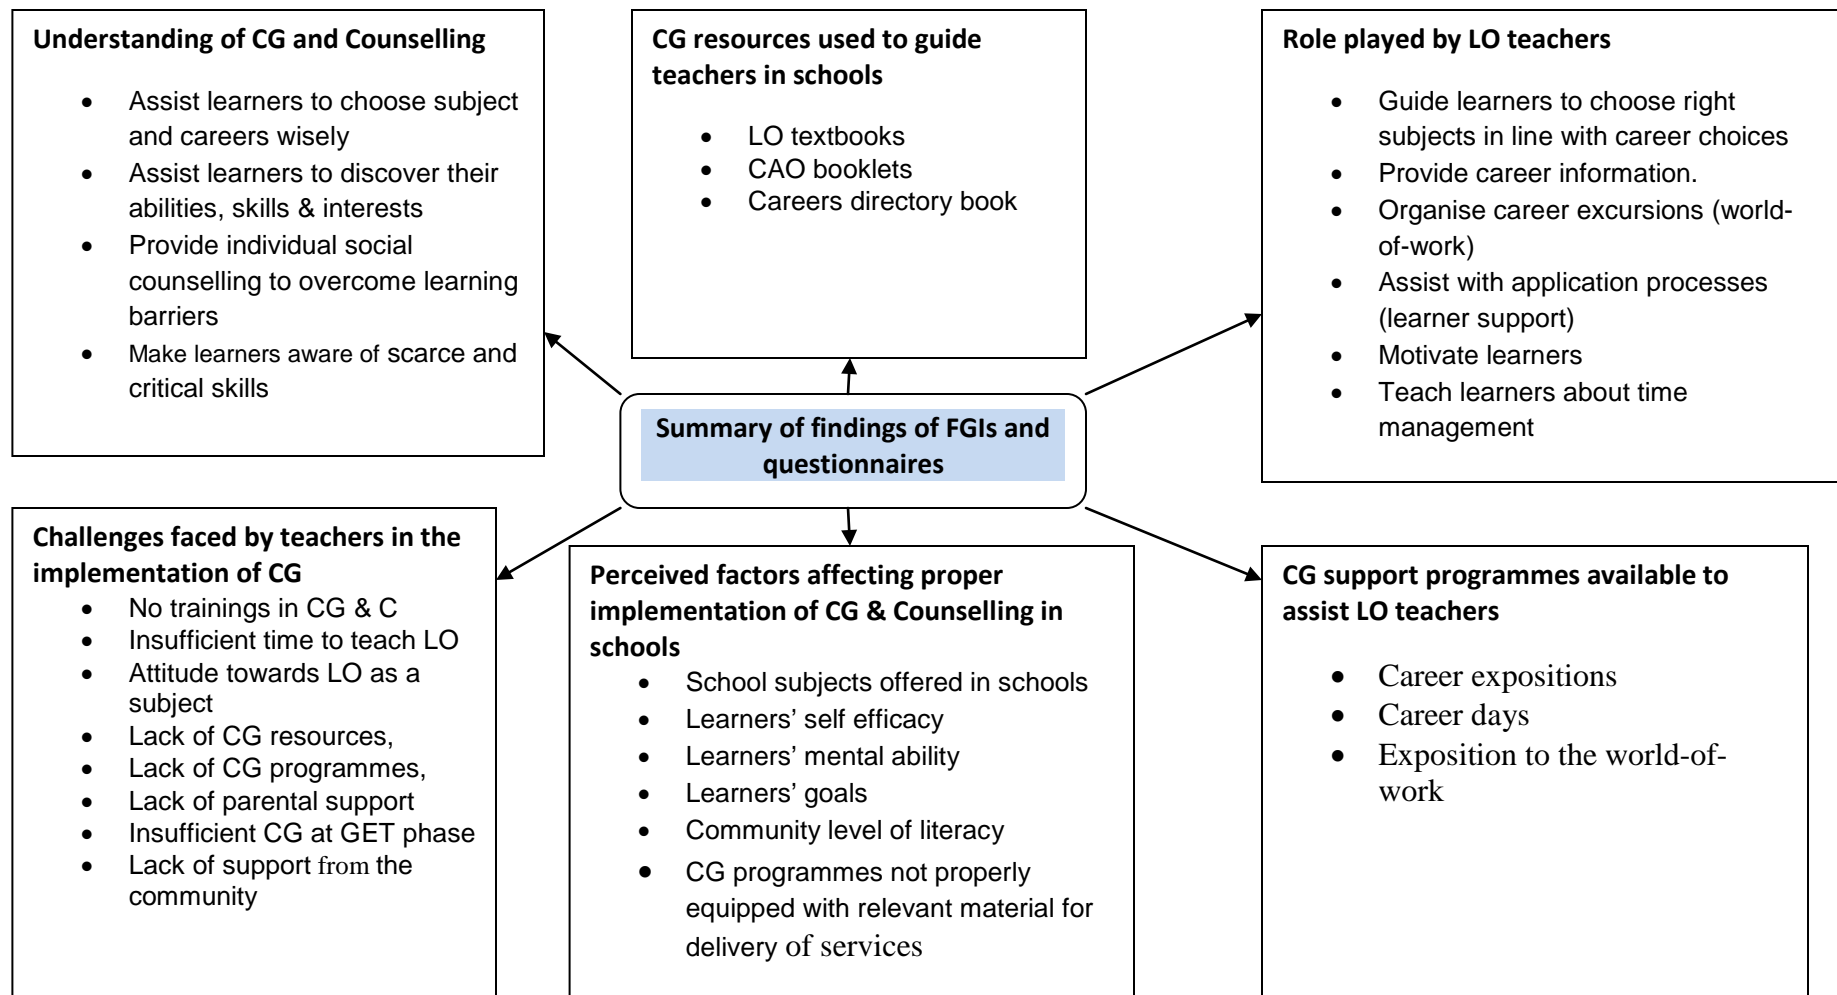 Understanding of CG and Counselling
• Assist learners to choose subject
and careers wisely
• Assist learners to discover their
abilities, skills & interests
• Provide individual social
counselling to overcome learning
barriers
• Make learners aware of scarce and
critical skills
CG resources used to guide
teachers in schools
• LO textbooks
• CAO booklets
• Careers directory book
Role played by LO teachers
• Guide learners to choose right
subjects in line with career choices
• Provide career information.
• Organise career excursions (world-
of-work)
• Assist with application processes
(learner support)
• Motivate learners
• Teach learners about time
management
Summary of findings of FGIs and
questionnaires
Challenges faced by teachers in the
implementation of CG
• No trainings in CG & C
• Insufficient time to teach LO
• Attitude towards LO as a
subject
• Lack of CG resources,
• Lack of CG programmes,
• Lack of parental support
• Insufficient CG at GET phase
• Lack of support from the
community
Perceived factors affecting proper
implementation of CG & Counselling in
schools
• School subjects offered in schools
• Learners’ self efficacy
• Learners’ mental ability
• Learners’ goals
• Community level of literacy
• CG programmes not properly
equipped with relevant material for
delivery of services
CG support programmes available to
assist LO teachers
• Career expositions
• Career days
• Exposition to the world-of-
work